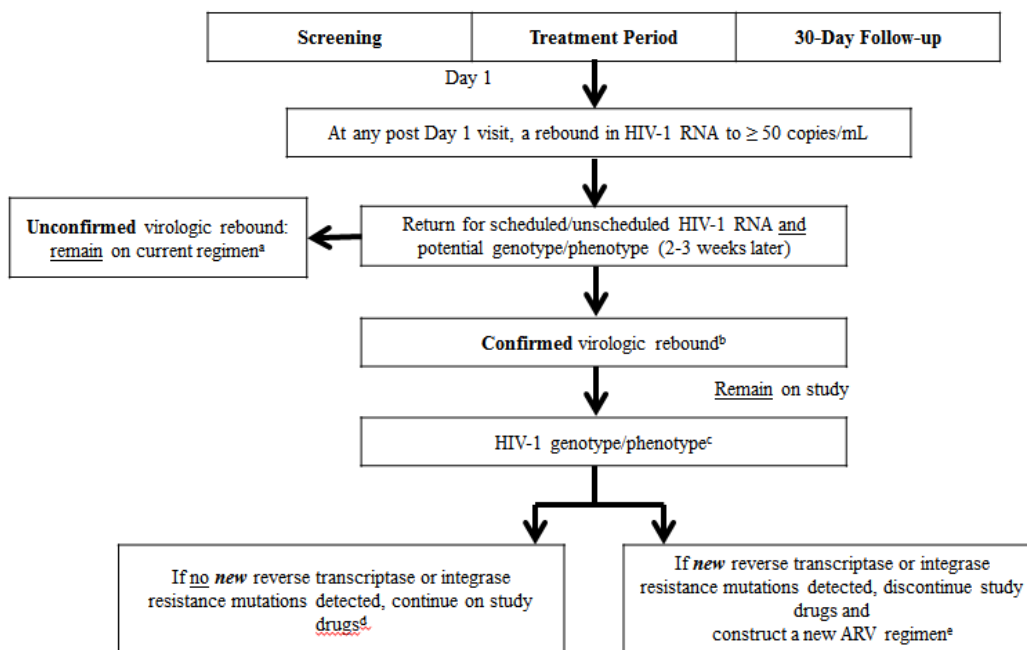 Screening
Treatment Period
30-Day Follow-up
Day 1
At any post Day 1 visit, a rebound in HIV-1 RNA to ≥ 50 copies/mL
Unconfirmed virologic rebound:
remain on current regimenᵃ
Return for scheduled/unscheduled HIV-1 RNA and
potential genotype/phenotype (2-3 weeks later)
Confirmed virologic reboundᵇ
Remain on study
HIV-1 genotype/phenotypeᶜ
If no new reverse transcriptase or integrase
resistance mutations detected, continue on study
drugsᵈ
If new reverse transcriptase or integrase
resistance mutations detected, discontinue study
drugs and
construct a new ARV regimenᵉ